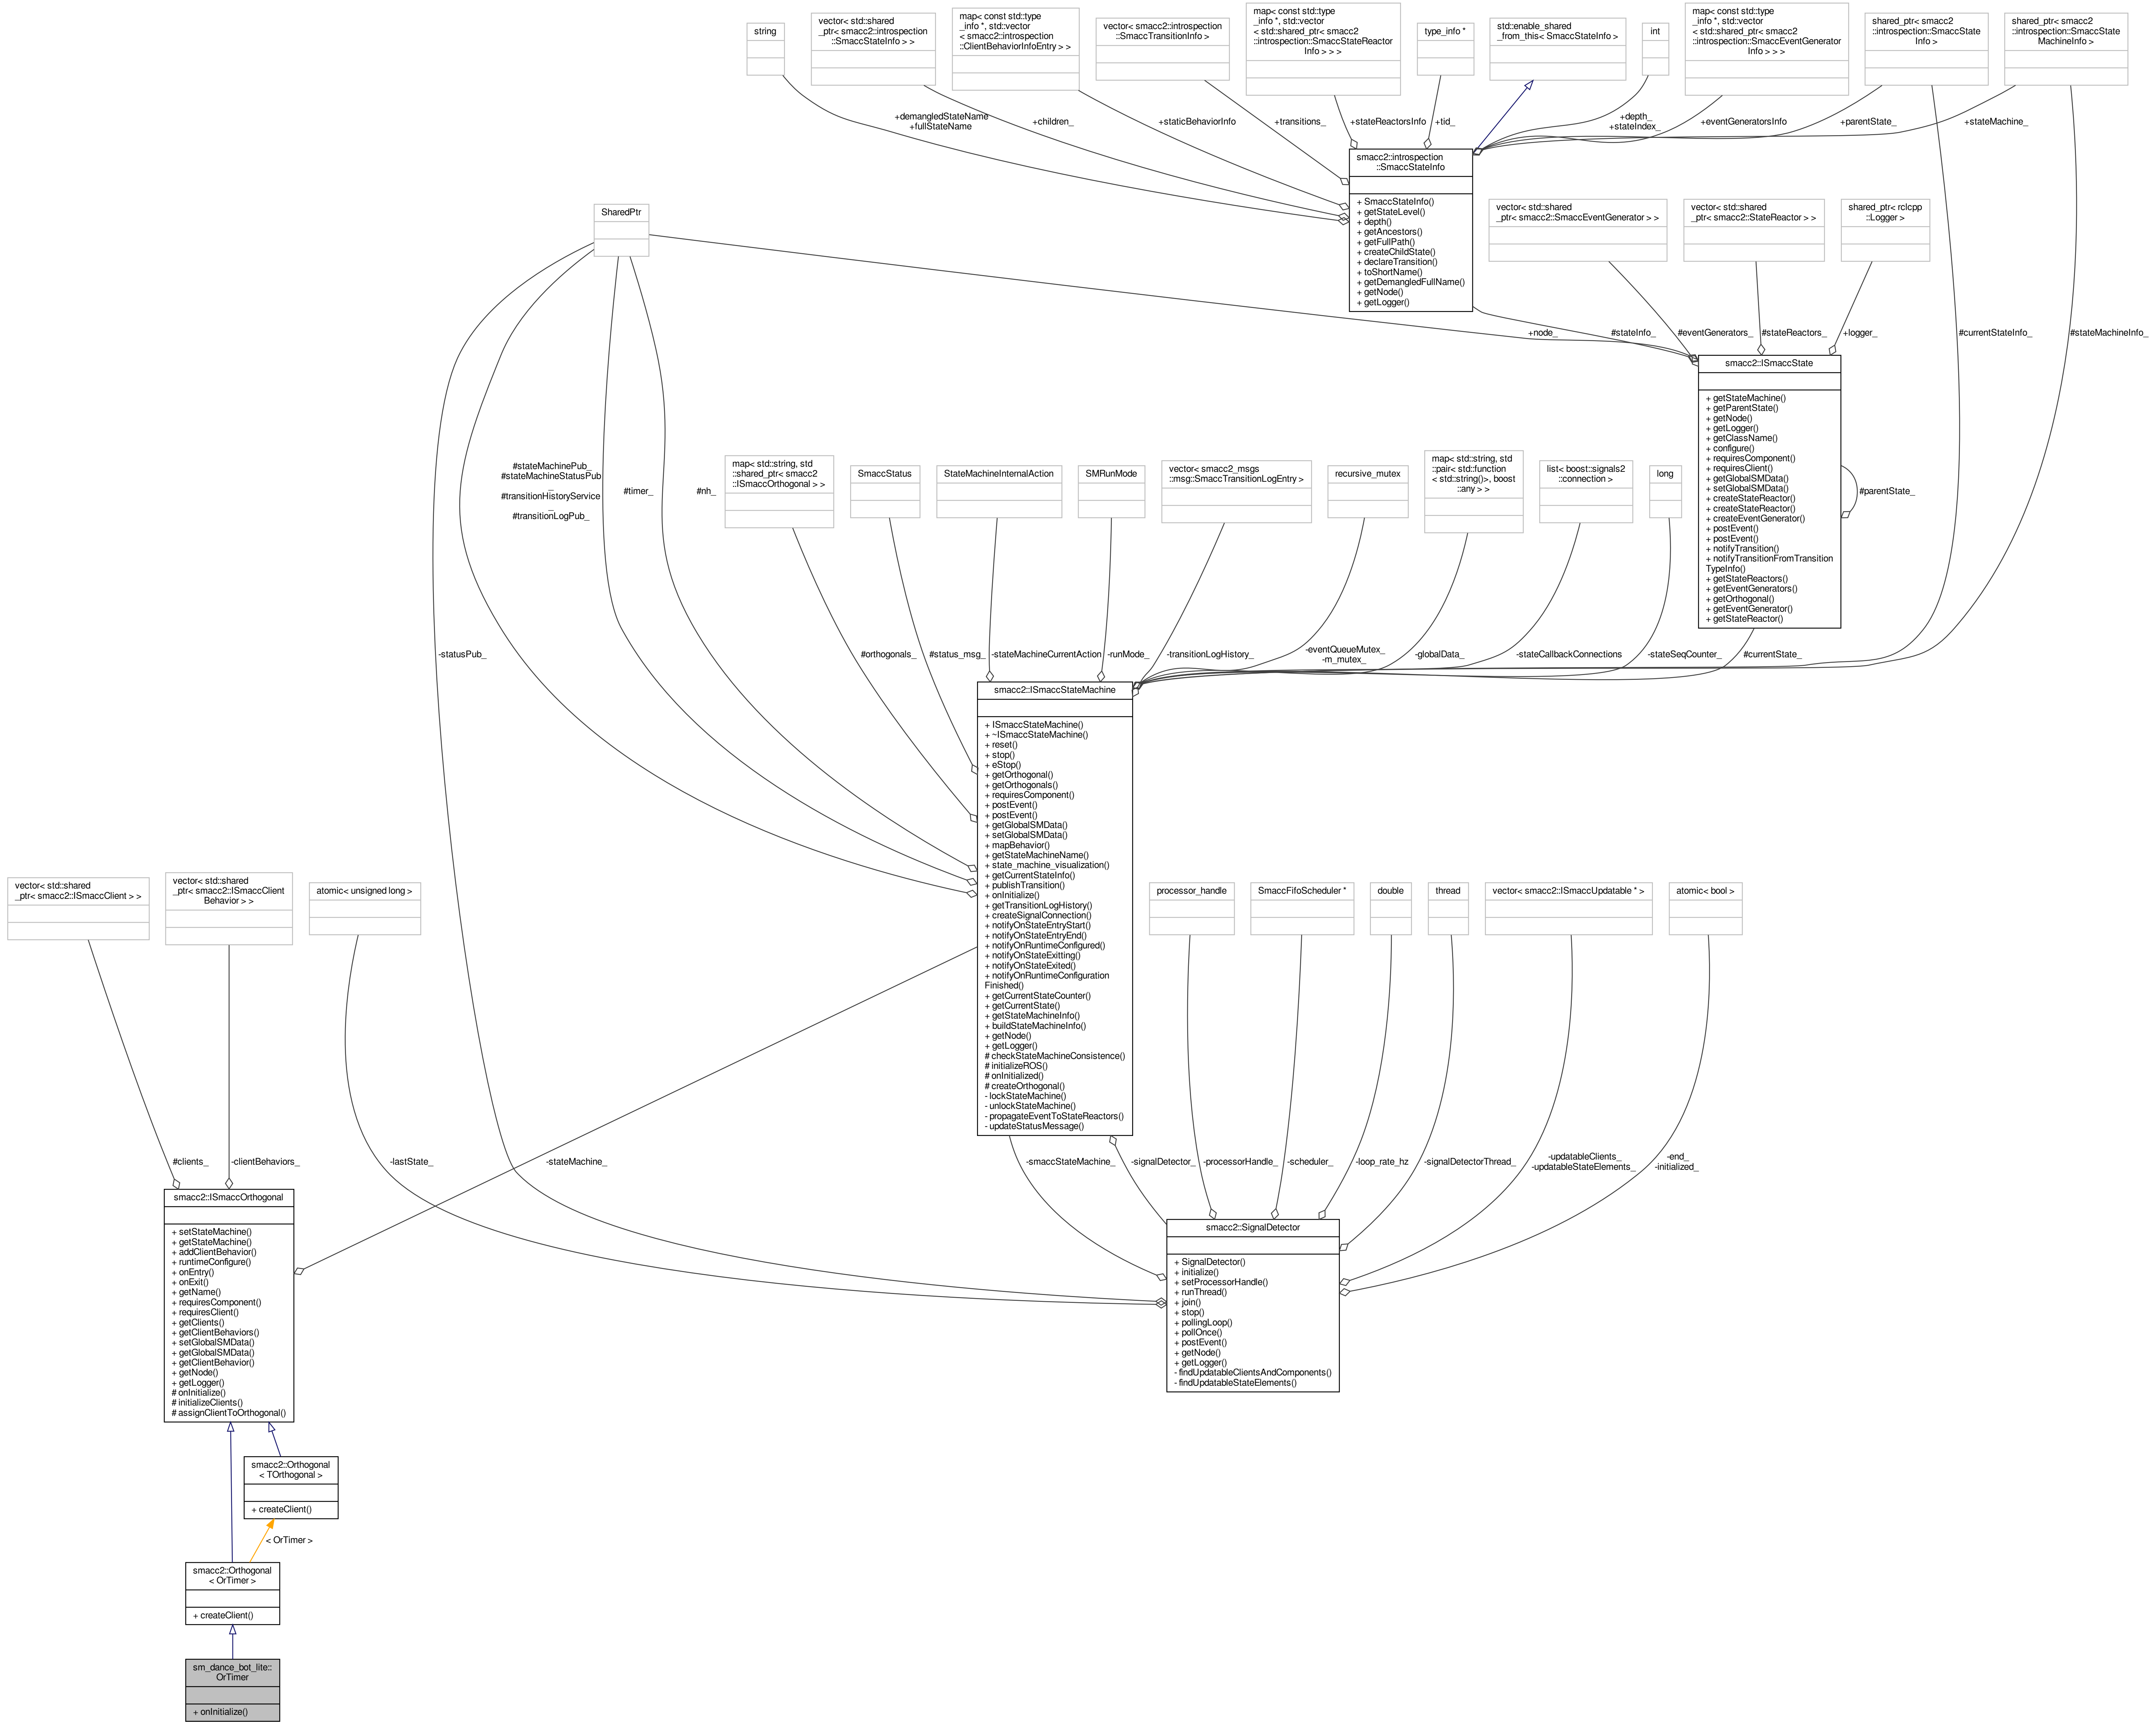 string
vector< std::shared
_ptr< smacc2::introspection
::SmaccStateInfo > >
map< const std::type
_info *, std::vector
< smacc2::introspection
::ClientBehaviorInfoEntry > >
vector< smacc2::introspection
::SmaccTransitionInfo >
map< const std::type
_info *, std::vector
< std::shared_ptr< smacc2
::introspection::SmaccStateReactor
Info > > >
type_info *
std::enable_shared
_from_this< SmaccStateInfo >
int
map< const std::type
_info *, std::vector
< std::shared_ptr< smacc2
::introspection::SmaccEventGenerator
Info > > >
shared_ptr< smacc2
::introspection::SmaccState
Info >
shared_ptr< smacc2
::introspection::SmaccState
MachineInfo >
+demangledStateName
+fullStateName
+children_
+staticBehaviorInfo
+transitions_
+stateReactorsInfo
+tid_
+depth_
+stateIndex_
+eventGeneratorsInfo
+parentState_
+stateMachine_
smacc2::introspection
::SmaccStateInfo
+ SmaccStateInfo()
+ getStateLevel()
+ depth()
+ getAncestors()
+ getFullPath()
+ createChildState()
+ declareTransition()
+ toShortName()
+ getDemangledFullName()
+ getNode()
+ getLogger()
SharedPtr
vector< std::shared
_ptr< smacc2::SmaccEventGenerator > >
vector< std::shared
_ptr< smacc2::StateReactor > >
shared_ptr< rclcpp
::Logger >
+node_
#stateInfo_
#eventGenerators_
#stateReactors_
+logger_
#currentStateInfo_
#stateMachineInfo_
smacc2::ISmaccState
+ getStateMachine()
+ getParentState()
+ getNode()
+ getLogger()
+ getClassName()
+ configure()
+ requiresComponent()
+ requiresClient()
+ getGlobalSMData()
+ setGlobalSMData()
+ createStateReactor()
+ createStateReactor()
+ createEventGenerator()
+ postEvent()
+ postEvent()
+ notifyTransition()
+ notifyTransitionFromTransition
TypeInfo()
+ getStateReactors()
+ getEventGenerators()
+ getOrthogonal()
+ getEventGenerator()
+ getStateReactor()
#parentState_
#stateMachinePub_
#stateMachineStatusPub
_
#transitionHistoryService
_
#transitionLogPub_
#timer_
#nh_
map< std::string, std
::shared_ptr< smacc2
::ISmaccOrthogonal > >
SmaccStatus
StateMachineInternalAction
SMRunMode
vector< smacc2_msgs
::msg::SmaccTransitionLogEntry >
recursive_mutex
map< std::string, std
::pair< std::function
< std::string()>, boost
::any > >
list< boost::signals2
::connection >
long
-statusPub_
#orthogonals_
#status_msg_
-stateMachineCurrentAction
-runMode_
-transitionLogHistory_
-eventQueueMutex_
-m_mutex_
-globalData_
-stateCallbackConnections
-stateSeqCounter_
#currentState_
smacc2::ISmaccStateMachine
+ ISmaccStateMachine()
+ ~ISmaccStateMachine()
+ reset()
+ stop()
+ eStop()
+ getOrthogonal()
+ getOrthogonals()
+ requiresComponent()
+ postEvent()
+ postEvent()
+ getGlobalSMData()
+ setGlobalSMData()
+ mapBehavior()
+ getStateMachineName()
+ state_machine_visualization()
+ getCurrentStateInfo()
+ publishTransition()
+ onInitialize()
+ getTransitionLogHistory()
+ createSignalConnection()
+ notifyOnStateEntryStart()
+ notifyOnStateEntryEnd()
+ notifyOnRuntimeConfigured()
+ notifyOnStateExitting()
+ notifyOnStateExited()
+ notifyOnRuntimeConfiguration
Finished()
+ getCurrentStateCounter()
+ getCurrentState()
+ getStateMachineInfo()
+ buildStateMachineInfo()
+ getNode()
+ getLogger()
# checkStateMachineConsistence()
# initializeROS()
# onInitialized()
# createOrthogonal()
- lockStateMachine()
- unlockStateMachine()
- propagateEventToStateReactors()
- updateStatusMessage()
vector< std::shared
_ptr< smacc2::ISmaccClient > >
vector< std::shared
_ptr< smacc2::ISmaccClient
Behavior > >
atomic< unsigned long >
processor_handle
SmaccFifoScheduler *
double
thread
vector< smacc2::ISmaccUpdatable * >
atomic< bool >
#clients_
-clientBehaviors_
-lastState_
-stateMachine_
-smaccStateMachine_
-signalDetector_
-processorHandle_
-scheduler_
-loop_rate_hz
-signalDetectorThread_
-updatableClients_
-updatableStateElements_
-end_
-initialized_
smacc2::ISmaccOrthogonal
+ setStateMachine()
+ getStateMachine()
+ addClientBehavior()
+ runtimeConfigure()
+ onEntry()
+ onExit()
+ getName()
+ requiresComponent()
+ requiresClient()
+ getClients()
+ getClientBehaviors()
+ setGlobalSMData()
+ getGlobalSMData()
+ getClientBehavior()
+ getNode()
+ getLogger()
# onInitialize()
# initializeClients()
# assignClientToOrthogonal()
smacc2::SignalDetector
+ SignalDetector()
+ initialize()
+ setProcessorHandle()
+ runThread()
+ join()
+ stop()
+ pollingLoop()
+ pollOnce()
+ postEvent()
+ getNode()
+ getLogger()
- findUpdatableClientsAndComponents()
- findUpdatableStateElements()
smacc2::Orthogonal
< TOrthogonal >
+ createClient()
< OrTimer >
smacc2::Orthogonal
< OrTimer >
+ createClient()
sm_dance_bot_lite::
OrTimer
+ onInitialize()